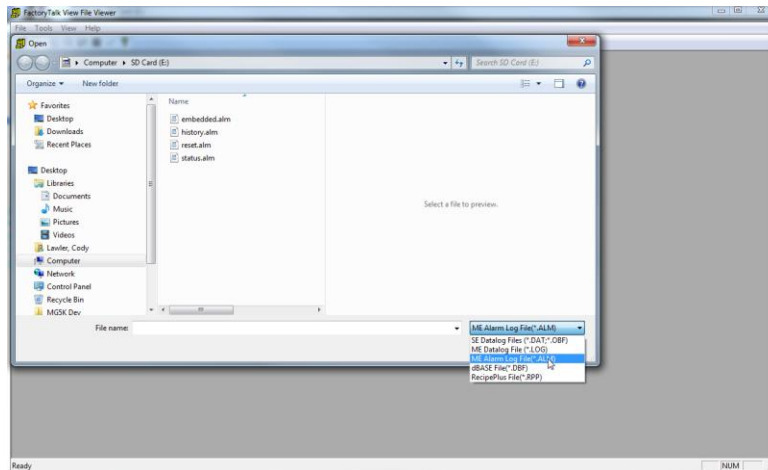 FactoryTalk View File Viewer
File Tools View Help
Open
Computer ▸ SD Card (E:)
Search SD Card (E:)
Organize
New folder
Favorites
Desktop
Downloads
Recent Places
Desktop
Libraries
Documents
Music
Pictures
Videos
Lawler, Cody
Computer
Network
Control Panel
Recycle Bin
MG5K Dev
Name
embedded.alm
history.alm
reset.alm
status.alm
Select a file to preview.
File name:
ME Alarm Log File(*.ALM)
SE Datalog Files (*.DAT;*.OBF)
ME Datalog File (*.LOG)
ME Alarm Log File(*.ALM)
dBASE File(*.DBF)
RecipePlus File(*.RPP)
Ready
NUM